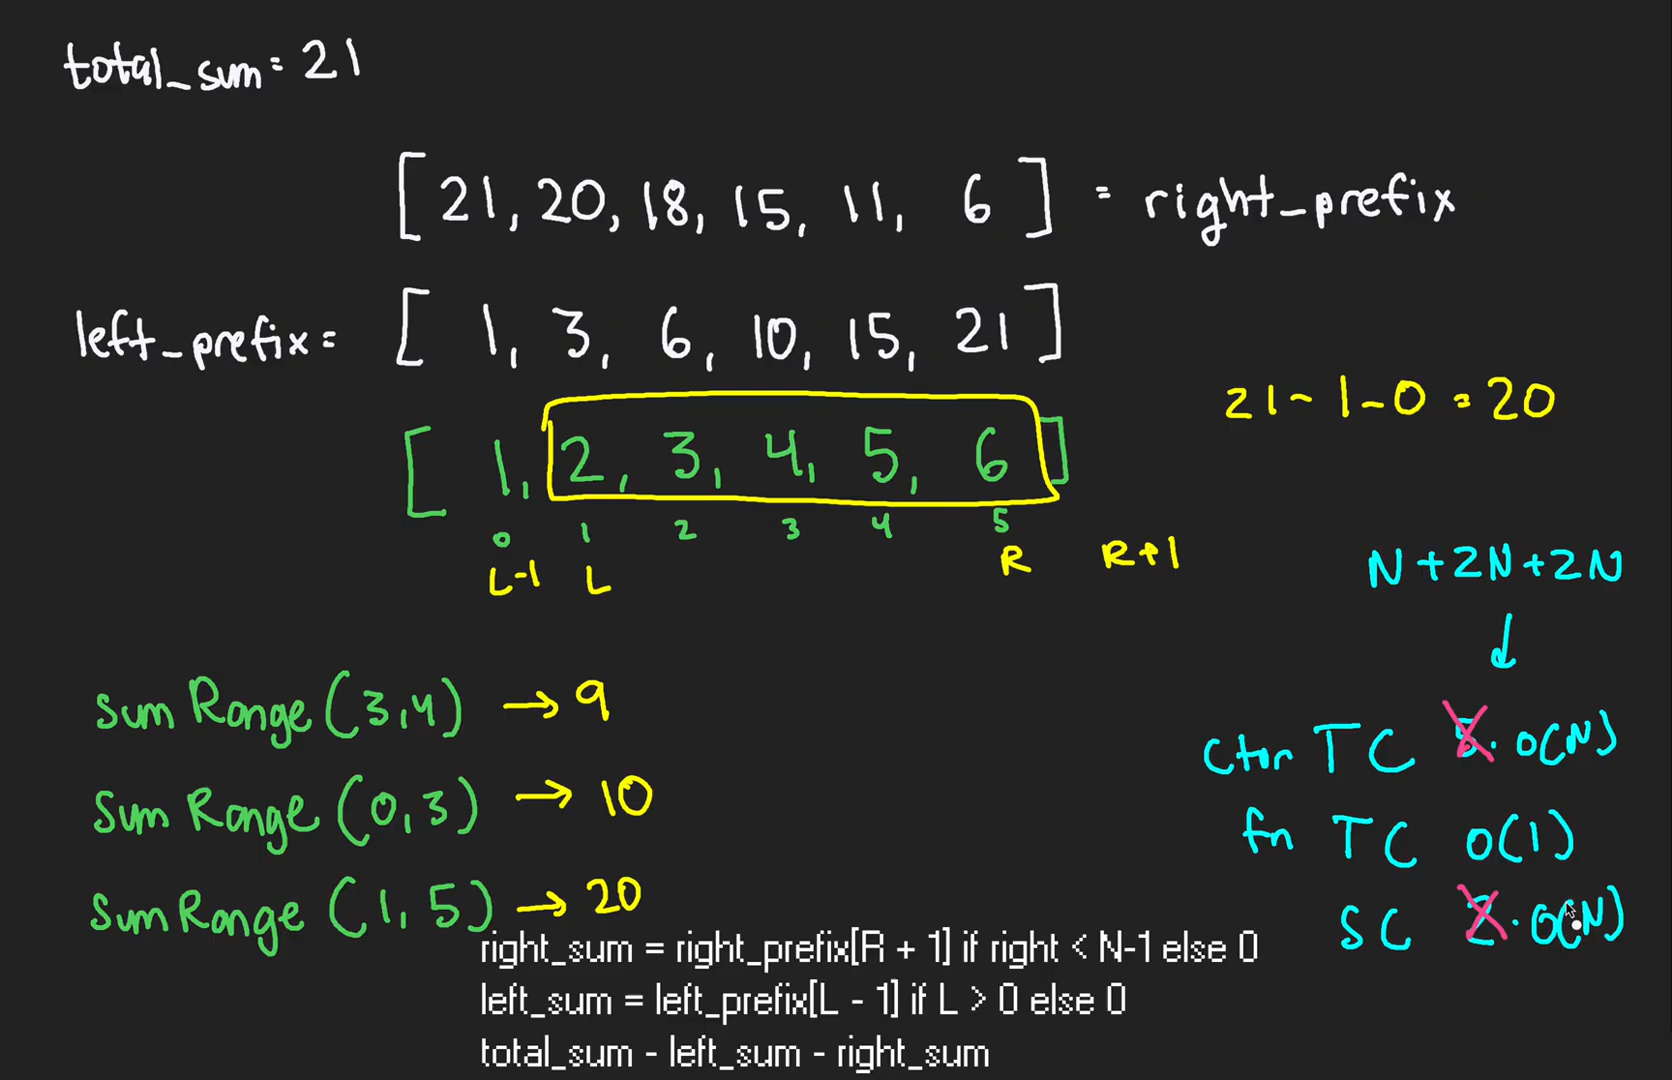 total_sum = 21
[21, 20, 18, 15, 11, 6] = right_prefix
left_prefix = [1, 3, 6, 10, 15, 21]
21 - 1 - 0 = 20
[1, 2, 3, 4, 5, 6]
0 1 2 3 4 5
L-1 L R R+1
N + 2N + 2N
Sum Range (3,4) → 9
Ctor TC 5 · O(N)
Sum Range (0,3) → 10
fn TC O(1)
Sum Range (1, 5) → 20
SC 2 · O(N)
right_sum = right_prefix[R + 1] if right < N-1 else 0
left_sum = left_prefix[L - 1] if L > 0 else 0
total_sum - left_sum - right_sum